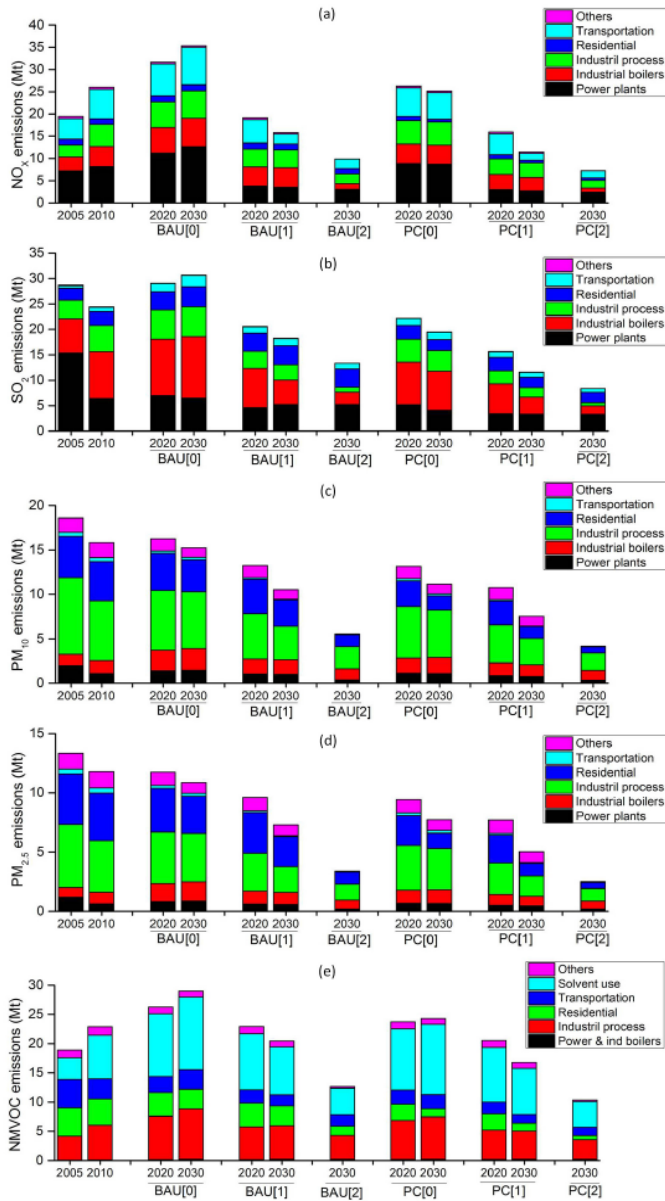 (a)
NOX emissions (Mt)
40
35
30
25
20
15
10
5
0
Others
Transportation
Residential
Industril process
Industrial boilers
Power plants
2005 2010 2020 2030 2020 2030 2030 2020 2030 2020 2030 2030
BAU[0] BAU[1] BAU[2] PC[0] PC[1] PC[2]
(b)
SO2 emissions (Mt)
35
30
25
20
15
10
5
0
Others
Transportation
Residential
Industril process
Industrial boilers
Power plants
2005 2010 2020 2030 2020 2030 2030 2020 2030 2020 2030 2030
BAU[0] BAU[1] BAU[2] PC[0] PC[1] PC[2]
(c)
PM10 emissions (Mt)
20
15
10
5
0
Others
Transportation
Residential
Industril process
Industrial boilers
Power plants
2005 2010 2020 2030 2020 2030 2030 2020 2030 2020 2030 2030
BAU[0] BAU[1] BAU[2] PC[0] PC[1] PC[2]
(d)
PM2.5 emissions (Mt)
15
10
5
0
Others
Transportation
Residential
Industril process
Industrial boilers
Power plants
2005 2010 2020 2030 2020 2030 2030 2020 2030 2020 2030 2030
BAU[0] BAU[1] BAU[2] PC[0] PC[1] PC[2]
(e)
NMVOC emissions (Mt)
30
25
20
15
10
5
0
Others
Solvent use
Transportation
Residential
Industril process
Power & ind boilers
2005 2010 2020 2030 2020 2030 2030 2020 2030 2020 2030 2030
BAU[0] BAU[1] BAU[2] PC[0] PC[1] PC[2]